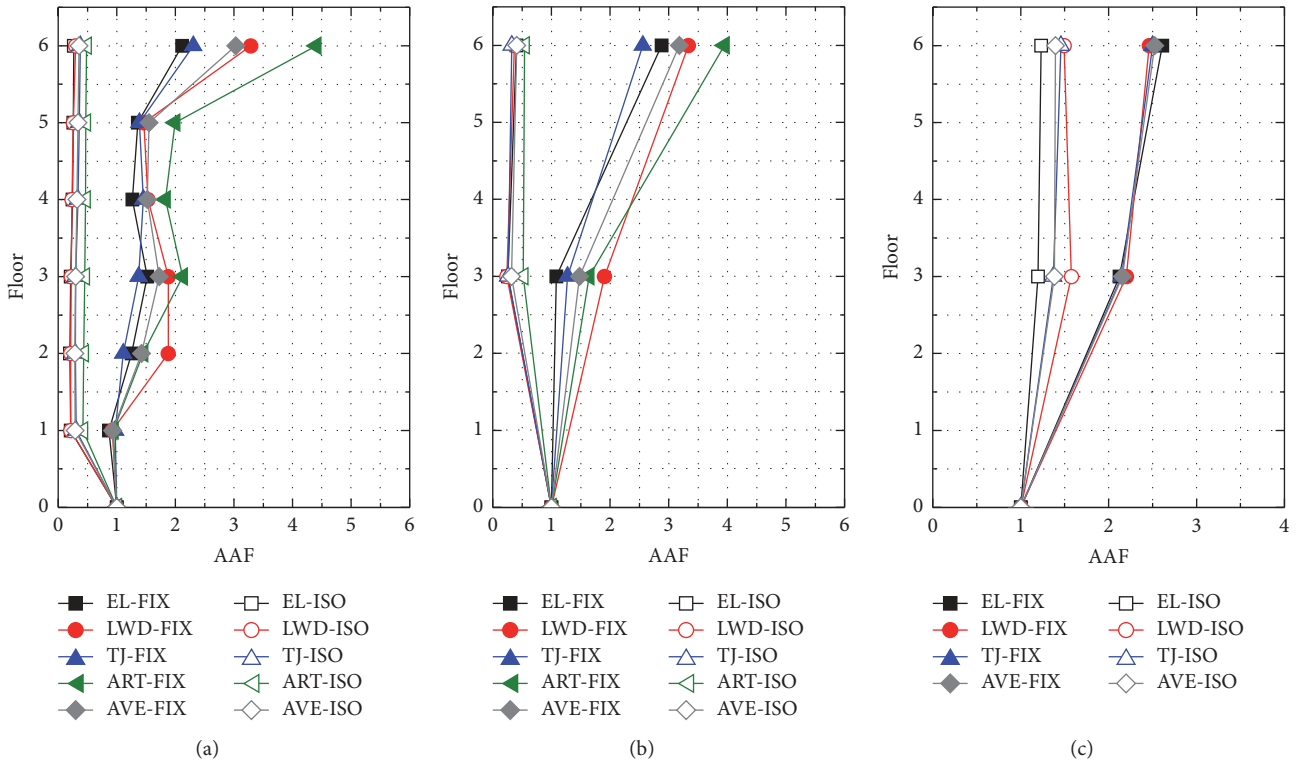 6
5
4
3
2
1
0
Floor
0 1 2 3 4 5 6
AAF
EL-FIX EL-ISO
LWD-FIX LWD-ISO
TJ-FIX TJ-ISO
ART-FIX ART-ISO
AVE-FIX AVE-ISO
(a)
6
5
4
3
2
1
0
Floor
0 1 2 3 4 5 6
AAF
EL-FIX EL-ISO
LWD-FIX LWD-ISO
TJ-FIX TJ-ISO
ART-FIX ART-ISO
AVE-FIX AVE-ISO
(b)
6
5
4
3
2
1
0
Floor
0 1 2 3 4
AAF
EL-FIX EL-ISO
LWD-FIX LWD-ISO
TJ-FIX TJ-ISO
AVE-FIX AVE-ISO
(c)